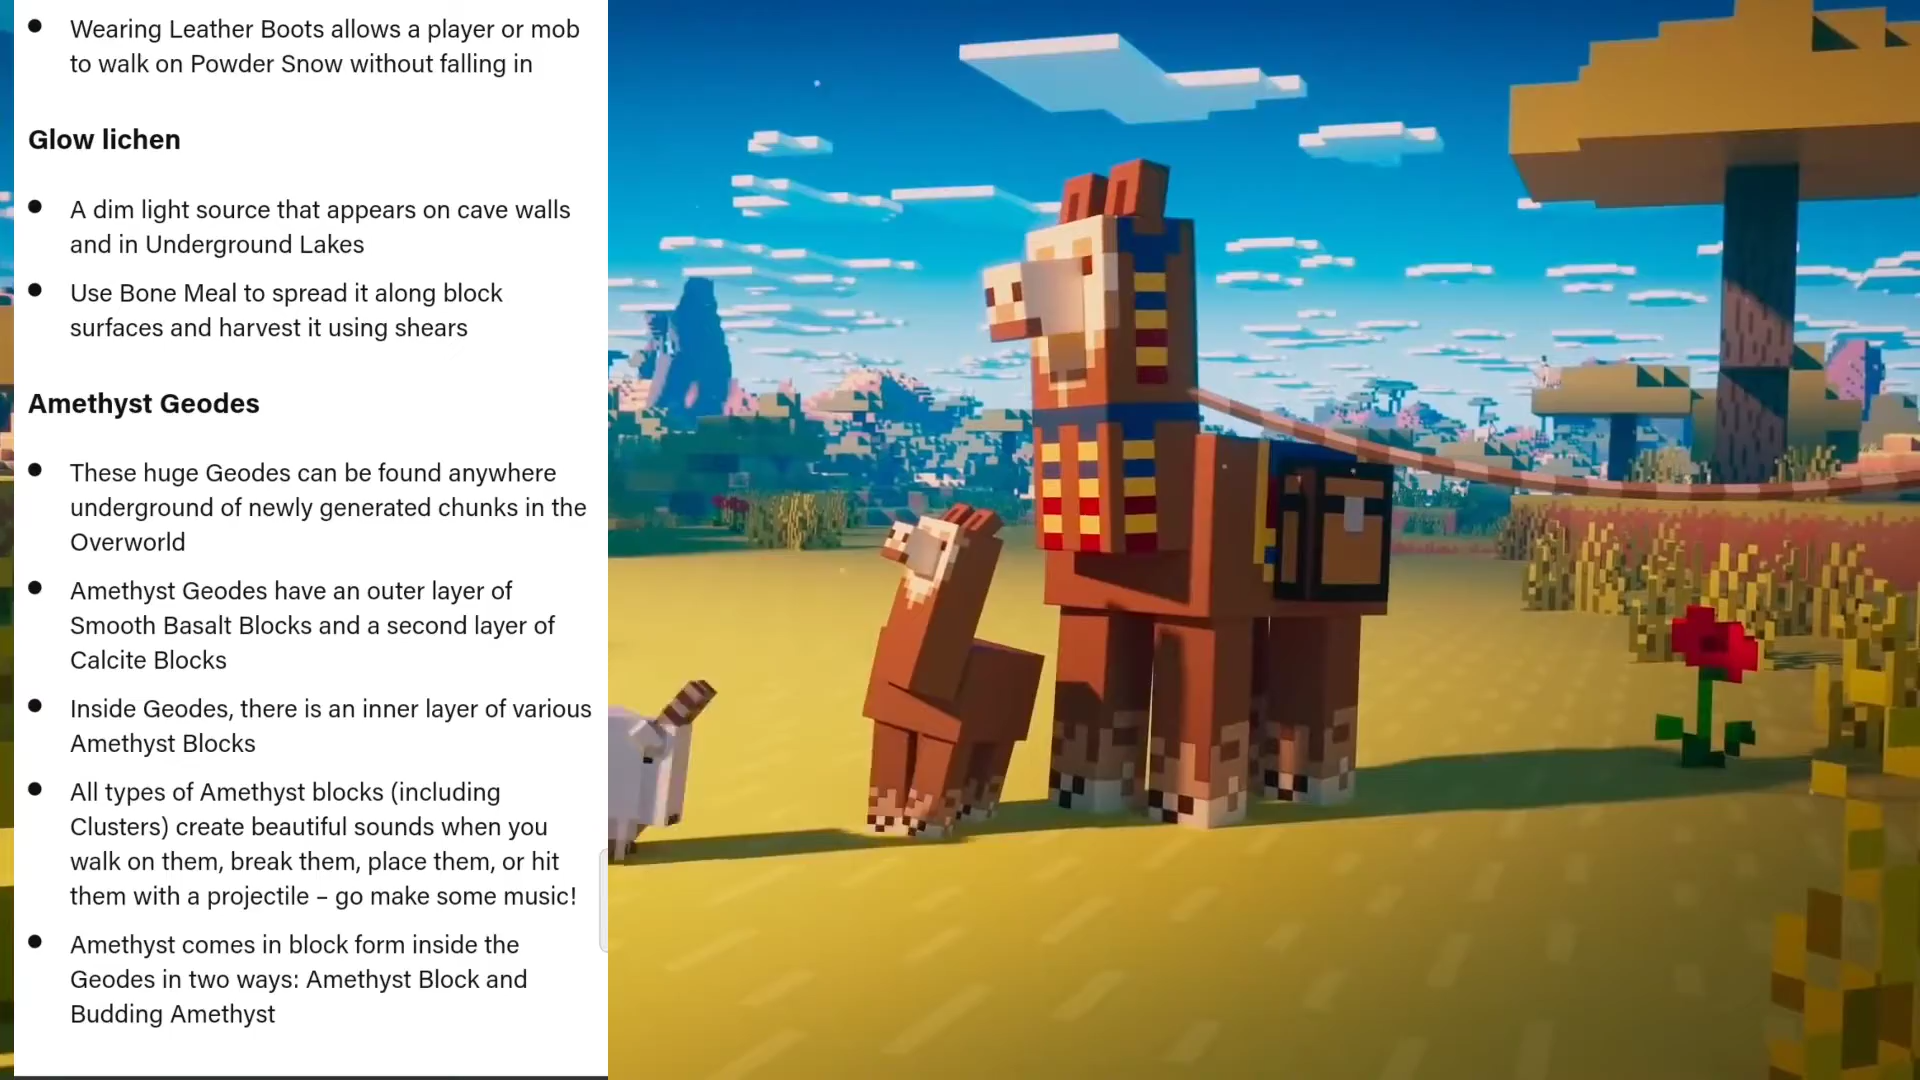 Wearing Leather Boots allows a player or mob
to walk on Powder Snow without falling in
Glow lichen
A dim light source that appears on cave walls
and in Underground Lakes
Use Bone Meal to spread it along block
surfaces and harvest it using shears
Amethyst Geodes
These huge Geodes can be found anywhere
underground of newly generated chunks in the
Overworld
Amethyst Geodes have an outer layer of
Smooth Basalt Blocks and a second layer of
Calcite Blocks
Inside Geodes, there is an inner layer of various
Amethyst Blocks
All types of Amethyst blocks (including
Clusters) create beautiful sounds when you
walk on them, break them, place them, or hit
them with a projectile – go make some music!
Amethyst comes in block form inside the
Geodes in two ways: Amethyst Block and
Budding Amethyst